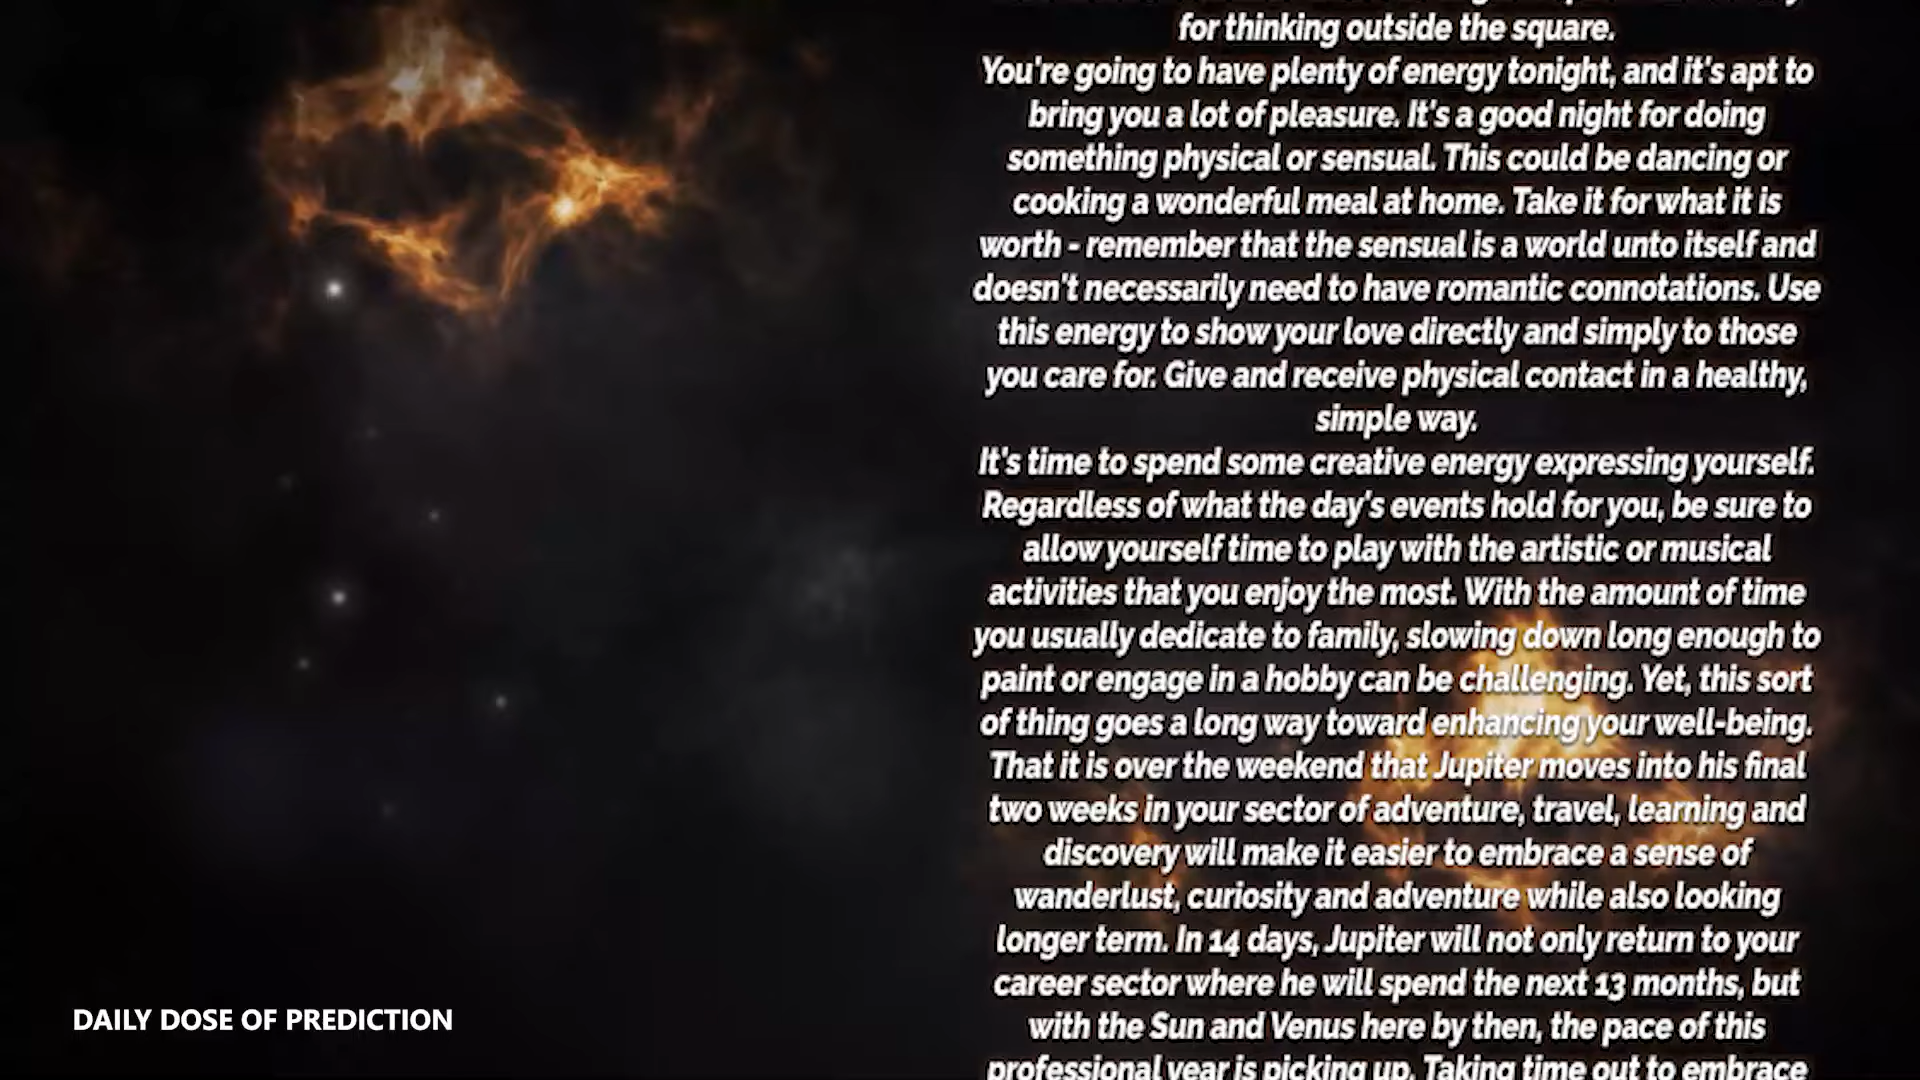 for thinking outside the square.
You're going to have plenty of energy tonight, and it's apt to
bring you a lot of pleasure. It's a good night for doing
something physical or sensual. This could be dancing or
cooking a wonderful meal at home. Take it for what it is
worth - remember that the sensual is a world unto itself and
doesn't necessarily need to have romantic connotations. Use
this energy to show your love directly and simply to those
you care for. Give and receive physical contact in a healthy,
simple way.
It's time to spend some creative energy expressing yourself.
Regardless of what the day's events hold for you, be sure to
allow yourself time to play with the artistic or musical
activities that you enjoy the most. With the amount of time
you usually dedicate to family, slowing down long enough to
paint or engage in a hobby can be challenging. Yet, this sort
of thing goes a long way toward enhancing your well-being.
That it is over the weekend that Jupiter moves into his final
two weeks in your sector of adventure, travel, learning and
discovery will make it easier to embrace a sense of
wanderlust, curiosity and adventure while also looking
longer term. In 14 days, Jupiter will not only return to your
career sector where he will spend the next 13 months, but
with the Sun and Venus here by then, the pace of this
professional year is picking up. Taking time out to embrace
DAILY DOSE OF PREDICTION